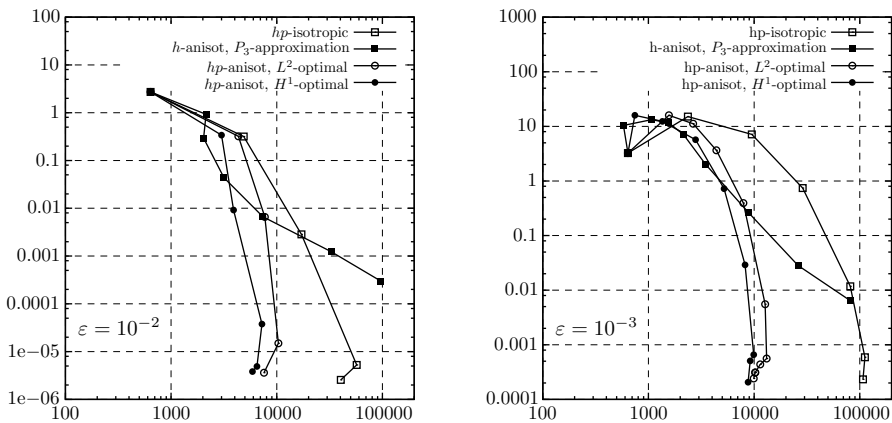 100
10
1
0.1
0.01
0.001
0.0001
1e-05
1e-06
100
1000
10000
100000
hp-isotropic
h-anisot, P₃-approximation
hp-anisot, L²-optimal
hp-anisot, H¹-optimal
ε = 10⁻²
1000
100
10
1
0.1
0.01
0.001
0.0001
100
1000
10000
100000
hp-isotropic
h-anisot, P₃-approximation
hp-anisot, L²-optimal
hp-anisot, H¹-optimal
ε = 10⁻³